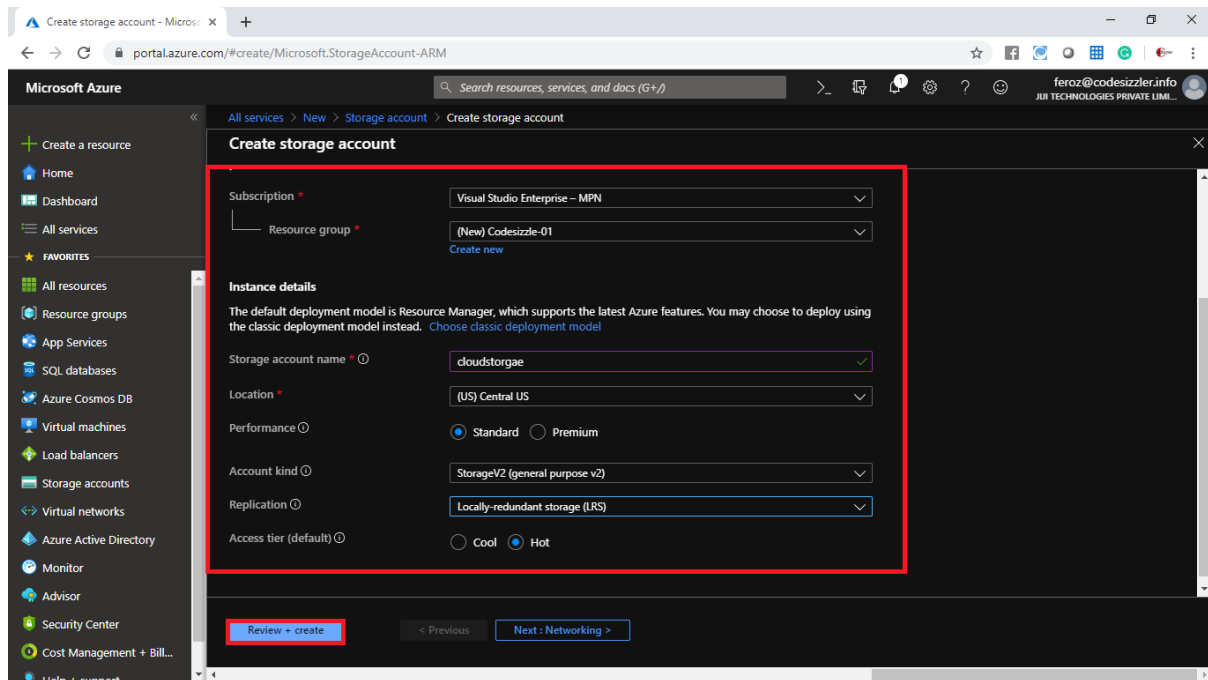 Create storage account - Microsc
portal.azure.com/#create/Microsoft.StorageAccount-ARM
Microsoft Azure
Search resources, services, and docs (G+/)
1
feroz@codesizzler.info
JIJI TECHNOLOGIES PRIVATE LIMI...
All services > New > Storage account > Create storage account
Create storage account
Create a resource
Home
Dashboard
All services
FAVORITES
All resources
Resource groups
App Services
SQL databases
Azure Cosmos DB
Virtual machines
Load balancers
Storage accounts
Virtual networks
Azure Active Directory
Monitor
Advisor
Security Center
Cost Management + Bill...
Help + support
Subscription *
Visual Studio Enterprise – MPN
Resource group *
(New) Codesizzle-01
Create new
Instance details
The default deployment model is Resource Manager, which supports the latest Azure features. You may choose to deploy using
the classic deployment model instead. Choose classic deployment model
Storage account name *
cloudstorgae
Location *
(US) Central US
Performance
Standard Premium
Account kind
StorageV2 (general purpose v2)
Replication
Locally-redundant storage (LRS)
Access tier (default)
Cool Hot
Review + create
< Previous
Next : Networking >